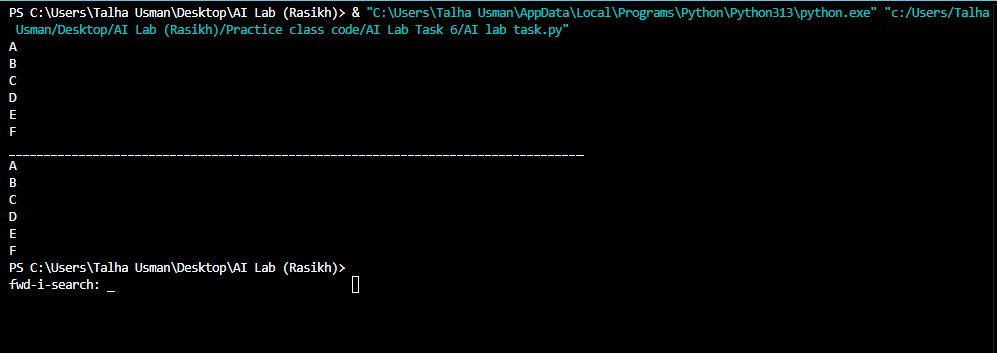 PS C:\Users\Talha Usman\Desktop\AI Lab (Rasikh)> & "C:\Users\Talha Usman\AppData\Local\Programs\Python\Python313\python.exe" "c:/Users/Talha
Usman/Desktop/AI Lab (Rasikh)/Practice class code/AI Lab Task 6/AI lab task.py"
A
B
C
D
E
F
___________________________________________________________________________________
A
B
C
D
E
F
PS C:\Users\Talha Usman\Desktop\AI Lab (Rasikh)>
fwd-i-search: _